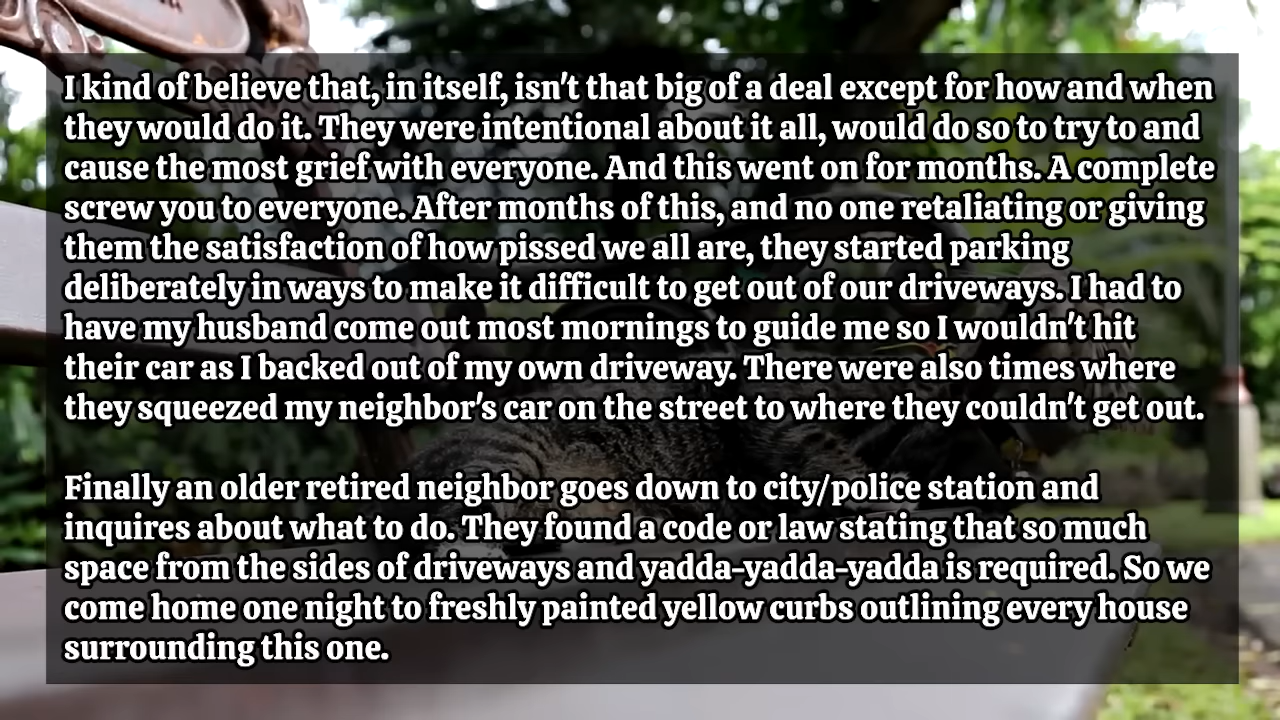 I kind of believe that, in itself, isn't that big of a deal except for how and when
they would do it. They were intentional about it all, would do so to try to and
cause the most grief with everyone. And this went on for months. A complete
screw you to everyone. After months of this, and no one retaliating or giving
them the satisfaction of how pissed we all are, they started parking
deliberately in ways to make it difficult to get out of our driveways. I had to
have my husband come out most mornings to guide me so I wouldn't hit
their car as I backed out of my own driveway. There were also times where
they squeezed my neighbor's car on the street to where they couldn't get out.
Finally an older retired neighbor goes down to city/police station and
inquires about what to do. They found a code or law stating that so much
space from the sides of driveways and yadda-yadda-yadda is required. So we
come home one night to freshly painted yellow curbs outlining every house
surrounding this one.